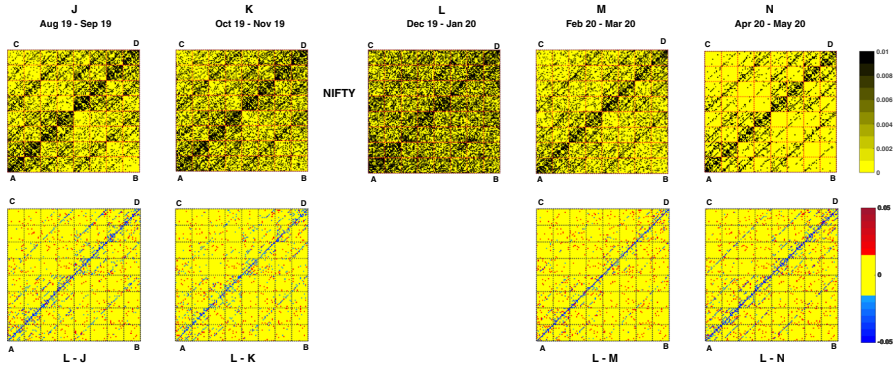 J K L M N
Aug 19 - Sep 19 Oct 19 - Nov 19 Dec 19 - Jan 20 Feb 20 - Mar 20 Apr 20 - May 20
C D C D C D C D C D
NIFTY
0.01
0.008
0.006
0.004
0.002
0
A B A B A B A B A B
C D C D C D C D
0.05
0
-0.05
A B A B A B A B
L - J L - K L - M L - N